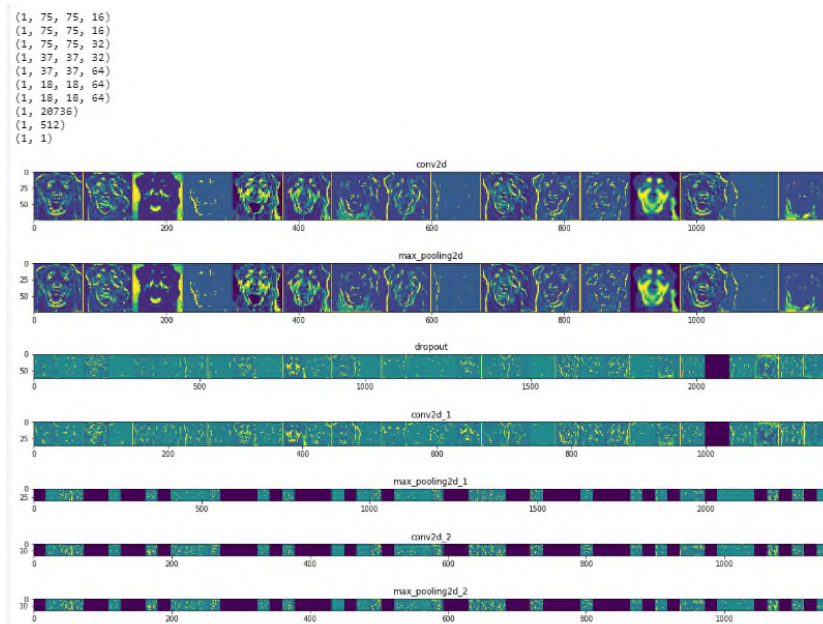 (1, 75, 75, 16)
(1, 75, 75, 16)
(1, 75, 75, 32)
(1, 37, 37, 32)
(1, 37, 37, 64)
(1, 18, 18, 64)
(1, 18, 18, 64)
(1, 20736)
(1, 512)
(1, 1)
conv2d
0
25
50
0 200 400 600 800 1000
max_pooling2d
0
25
50
0 200 400 600 800 1000
dropout
0
50
0 500 1000 1500 2000
conv2d_1
0
25
0 200 400 600 800 1000
max_pooling2d_1
0
25
0 500 1000 1500 2000
conv2d_2
0
10
0 200 400 600 800 1000
max_pooling2d_2
0
10
0 200 400 600 800 1000